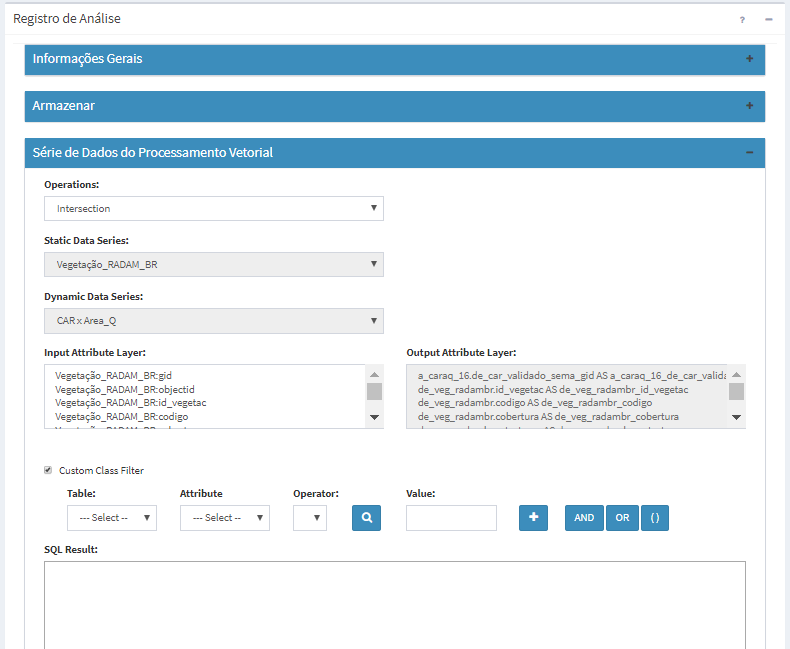 Registro de Análise ? −
Informações Gerais +
Armazenar +
Série de Dados do Processamento Vetorial −
Operations:
Intersection
Static Data Series:
Vegetação_RADAM_BR
Dynamic Data Series:
CAR x Area_Q
Input Attribute Layer: Output Attribute Layer:
Vegetação_RADAM_BR:gid a_caraq_16.de_car_validado_sema_gid AS a_caraq_16_de_car_valida
Vegetação_RADAM_BR:objectid de_veg_radambr.id_vegetac AS de_veg_radambr_id_vegetac
Vegetação_RADAM_BR:id_vegetac de_veg_radambr.codigo AS de_veg_radambr_codigo
Vegetação_RADAM_BR:codigo de_veg_radambr.cobertura AS de_veg_radambr_cobertura
Custom Class Filter
Table: Attribute Operator: Value:
--- Select -- --- Select -- + AND OR ( )
SQL Result: